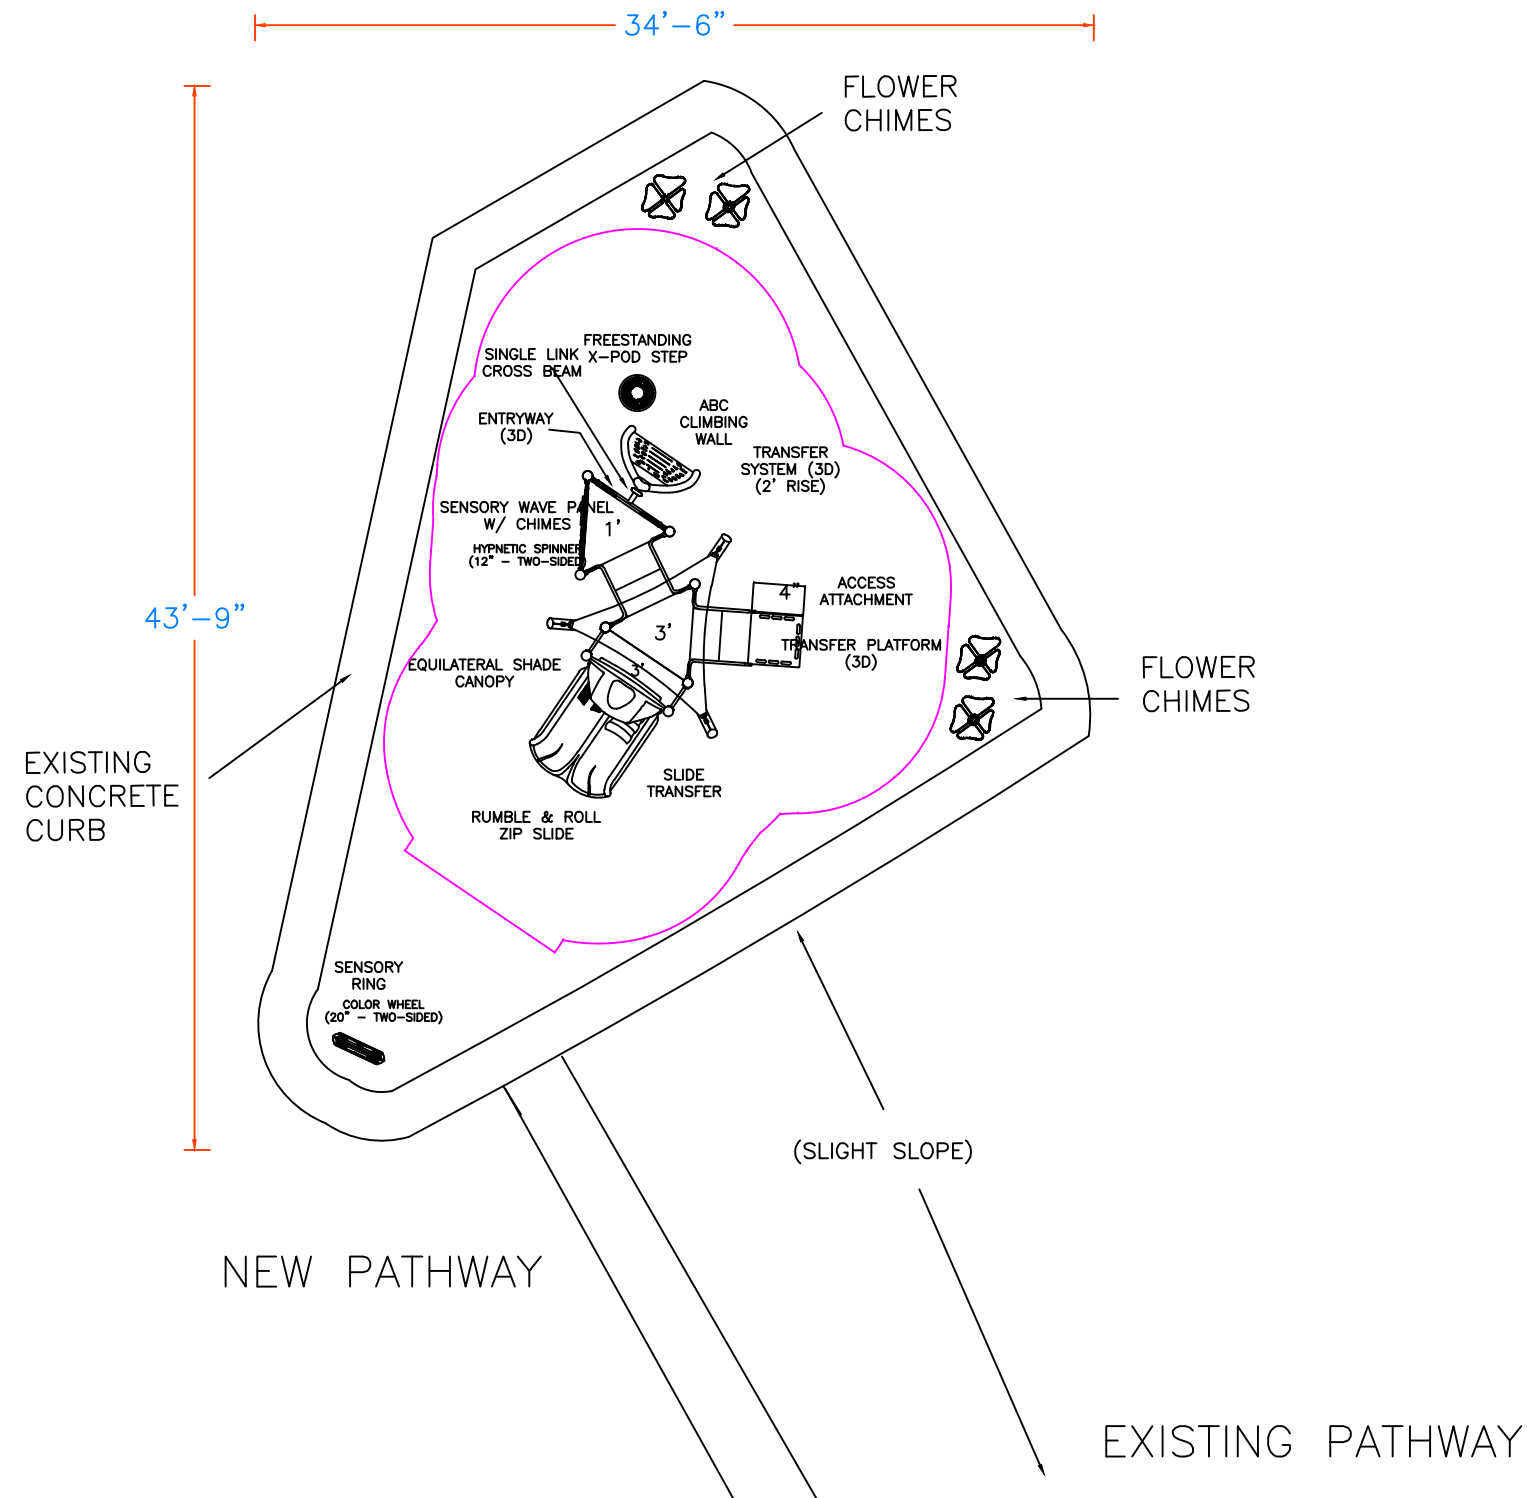 34'-6"
FLOWER
CHIMES
FREESTANDING
X-POD STEP
SINGLE LINK
CROSS BEAM
ABC
CLIMBING
WALL
ENTRYWAY
(3D)
TRANSFER
SYSTEM (3D)
(2' RISE)
SENSORY WAVE PANEL
W/ CHIMES
1'
HYPNETIC SPINNER
(12" - TWO-SIDED)
4"
ACCESS
ATTACHMENT
43'-9"
3'
TRANSFER PLATFORM
(3D)
EQUILATERAL SHADE
CANOPY
3'
FLOWER
CHIMES
EXISTING
CONCRETE
CURB
SLIDE
TRANSFER
RUMBLE & ROLL
ZIP SLIDE
SENSORY
RING
COLOR WHEEL
(20" - TWO-SIDED)
(SLIGHT SLOPE)
NEW PATHWAY
EXISTING PATHWAY